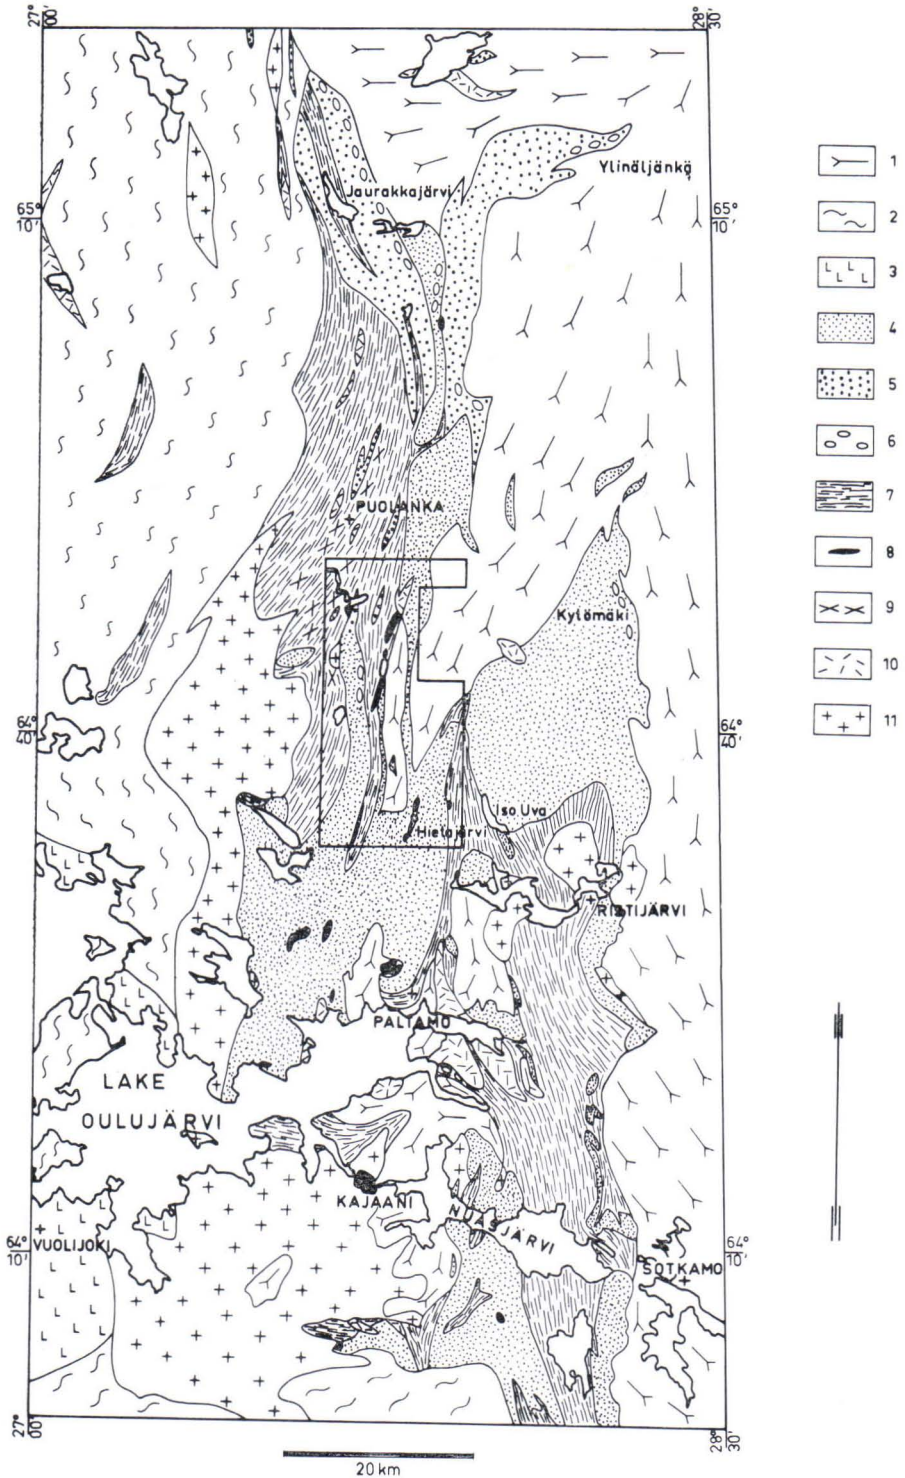 27° 00'
28° 30'
Ylinäljänkä
Jaurakkajärvi
65° 10'
65° 10'
1
2
3
4
5
6
7
8
9
10
11
PUOLANKA
Kylömäki
64° 40'
64° 40'
Iso Uva
Hietajärvi
RISTIJÄRVI
PALTAMO
LAKE
OULUJÄRVI
KAJAANI
NUASJÄRVI
VUOLIJOKI
64° 10'
64° 10'
SOTKAMO
27° 00'
28° 30'
20 km